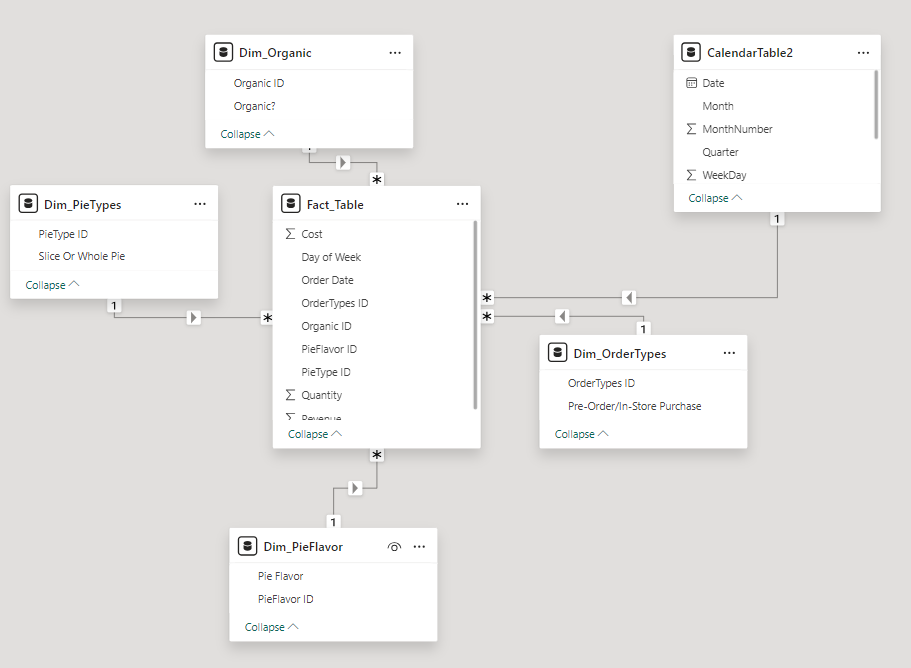 Dim_Organic
Organic ID
Organic?
Collapse
1
*
CalendarTable2
Date
Month
MonthNumber
Quarter
WeekDay
Collapse
1
*
Dim_PieTypes
PieType ID
Slice Or Whole Pie
Collapse
1
*
Fact_Table
Cost
Day of Week
Order Date
OrderTypes ID
Organic ID
PieFlavor ID
PieType ID
Quantity
Revenue
Collapse
*
*
1
Dim_OrderTypes
OrderTypes ID
Pre-Order/In-Store Purchase
Collapse
1
Dim_PieFlavor
Pie Flavor
PieFlavor ID
Collapse